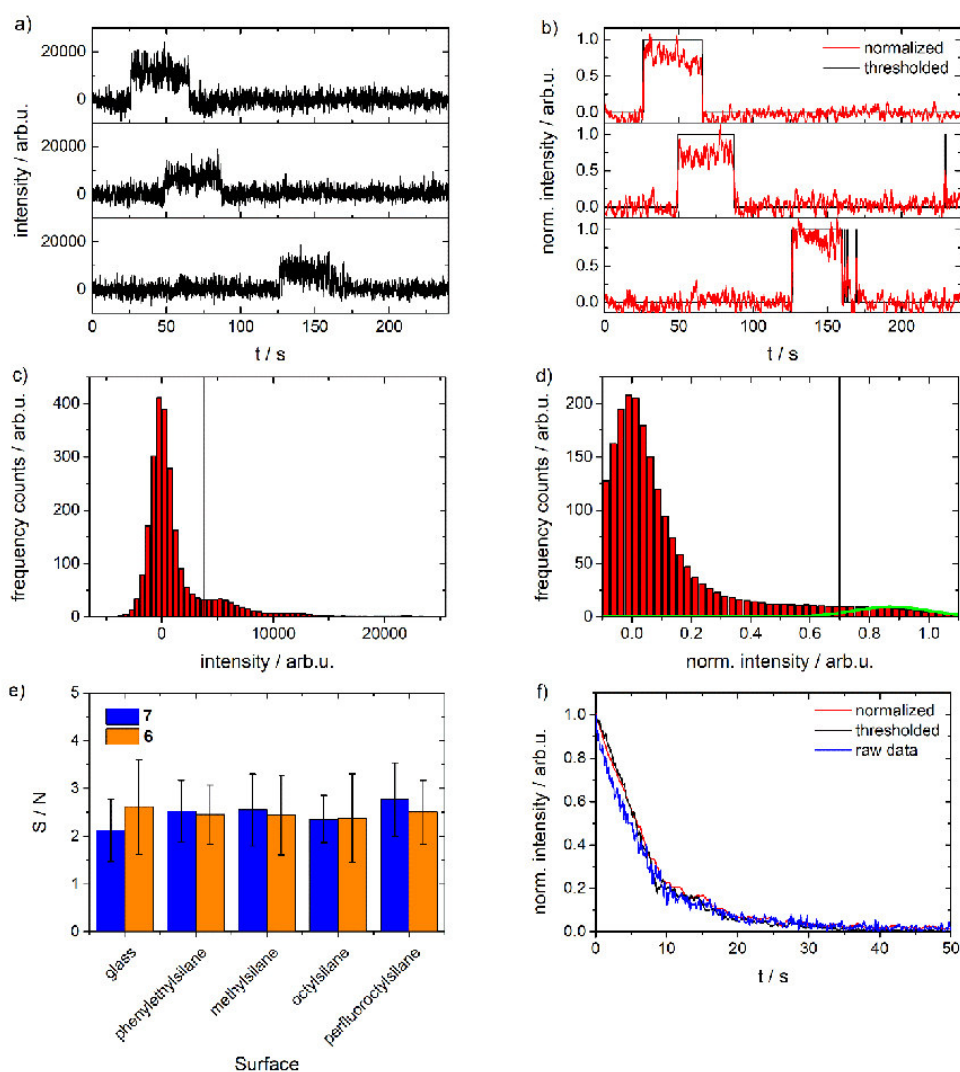 a)
20000
0
20000
0
20000
0
intensity / arb.u.
0 50 100 150 200
t / s
b)
normalized
thresholded
1.0
0.5
0.0
1.0
0.5
0.0
1.0
0.5
0.0
norm. intensity / arb.u.
0 50 100 150 200
t / s
c)
400
300
200
100
0
frequency counts / arb.u.
0 10000 20000
intensity / arb.u.
d)
200
150
100
50
0
frequency counts / arb.u.
0.0 0.2 0.4 0.6 0.8 1.0
norm. intensity / arb.u.
e)
7
6
5
4
3
2
1
0
S / N
glass
phenylethylsilane
methylsilane
octylsilane
perfluoroctylsilane
Surface
f)
normalized
thresholded
raw data
1.0
0.8
0.6
0.4
0.2
0.0
norm. intensity / arb.u.
0 10 20 30 40 50
t / s